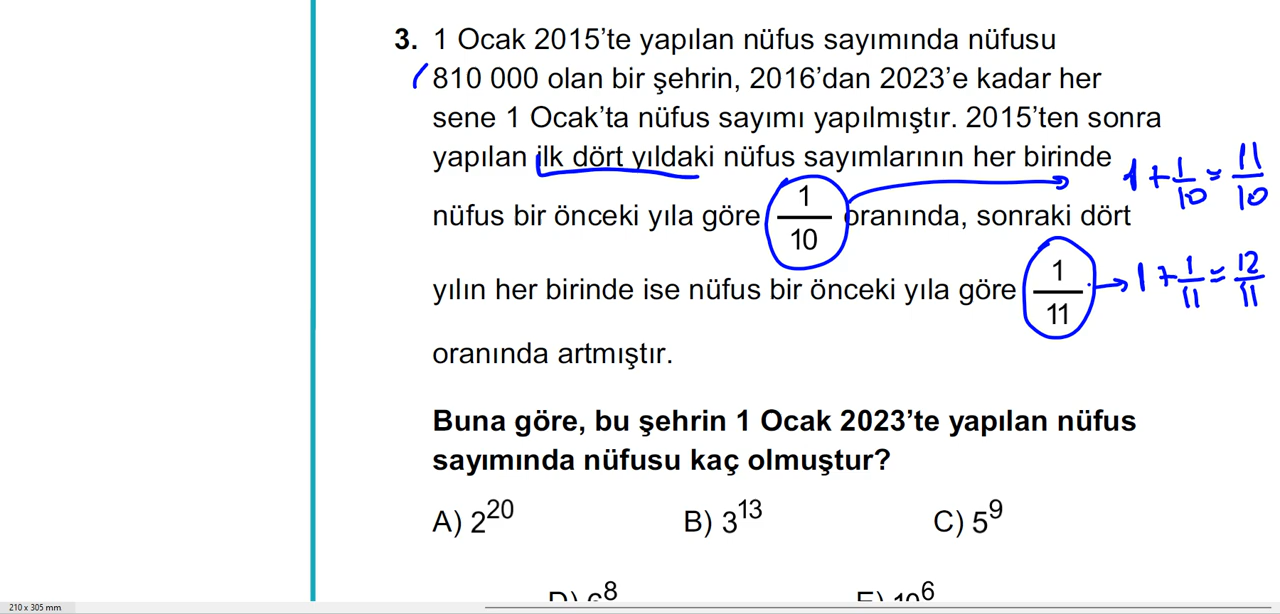 3. 1 Ocak 2015’te yapılan nüfus sayımında nüfusu
810 000 olan bir şehrin, 2016’dan 2023’e kadar her
sene 1 Ocak’ta nüfus sayımı yapılmıştır. 2015’ten sonra
yapılan ilk dört yıldaki nüfus sayımlarının her birinde
1 + 1/10 = 11/10
nüfus bir önceki yıla göre 1/10 oranında, sonraki dört
yılın her birinde ise nüfus bir önceki yıla göre 1/11
1 + 1/11 = 12/11
oranında artmıştır.
Buna göre, bu şehrin 1 Ocak 2023’te yapılan nüfus
sayımında nüfusu kaç olmuştur?
A) 2^20 B) 3^13 C) 5^9
D) 6^8 E) 10^6
210 x 305 mm